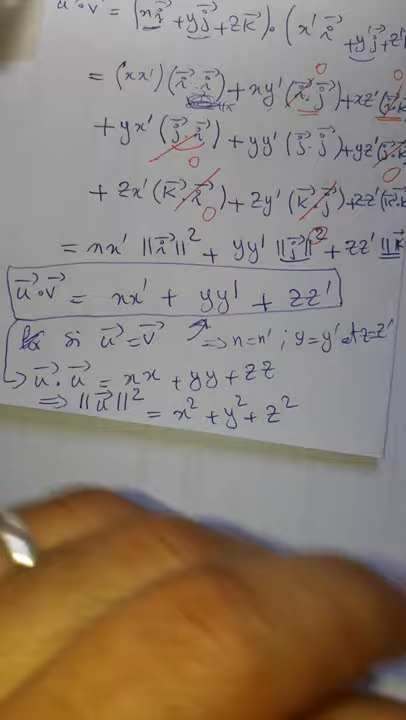 u⃗·v⃗ = (xi⃗ + yj⃗ + zk⃗)·(x'i⃗ + y'j⃗ + z'
= (xx')(i⃗·i⃗) + xy'(i⃗·j⃗) + xz'(i⃗·k⃗
+ yx'(j⃗·i⃗) + yy'(j⃗·j⃗) + yz'(j⃗·k⃗
+ zx'(k⃗·i⃗) + zy'(k⃗·j⃗) + zz'(k⃗·k
= xx' ||i⃗||² + yy' ||j⃗||² + zz' ||k⃗
u⃗·v⃗ = xx' + yy' + zz'
si u⃗ = v⃗ ⇒ x=x' ; y=y' et z=z'
→ u⃗·u⃗ = xx + yy + zz
⇒ ||u⃗||² = x² + y² + z²